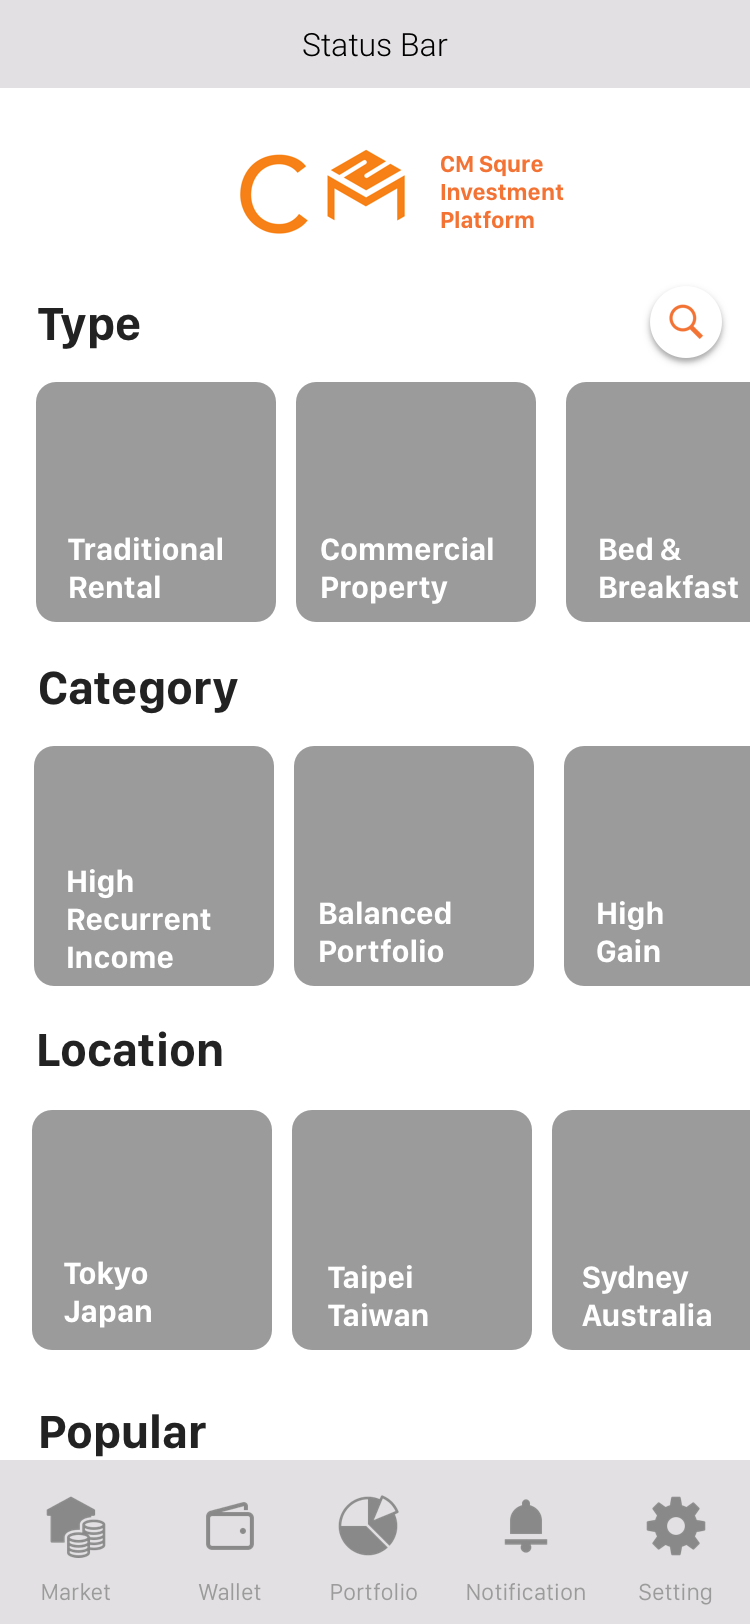 Status Bar
CM
CM Squre
Investment
Platform
Type
Traditional
Rental
Commercial
Property
Bed &
Breakfast
Category
High
Recurrent
Income
Balanced
Portfolio
High
Gain
Location
Tokyo
Japan
Taipei
Taiwan
Sydney
Australia
Popular
Market
Wallet
Portfolio
Notification
Setting